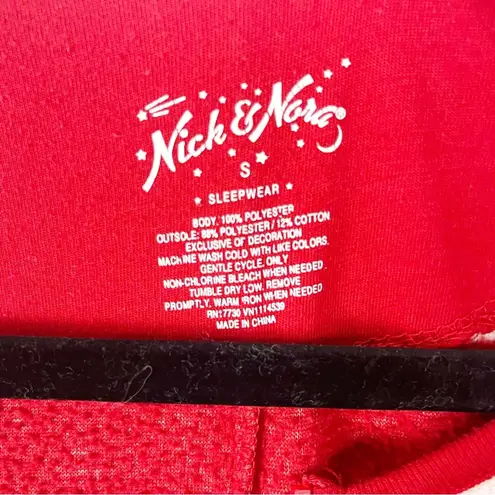 Nick & Nora
S
SLEEPWEAR
BODY: 100% POLYESTER
OUTSOLE: 88% POLYESTER / 12% COTTON
EXCLUSIVE OF DECORATION
MACHINE WASH COLD WITH LIKE COLORS.
GENTLE CYCLE. ONLY
NON-CHLORINE BLEACH WHEN NEEDED.
TUMBLE DRY LOW. REMOVE
PROMPTLY. WARM IRON WHEN NEEDED
RN17730 VN1114539
MADE IN CHINA